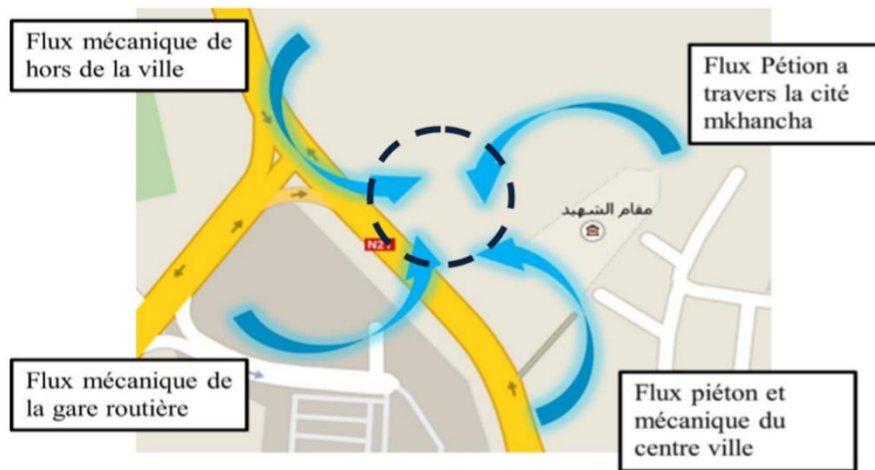 Flux mécanique de
hors de la ville
Flux Pétion a
travers la cité
mkhancha
مقام الشهيد
N21
Flux mécanique de
la gare routière
Flux piéton et
mécanique du
centre ville